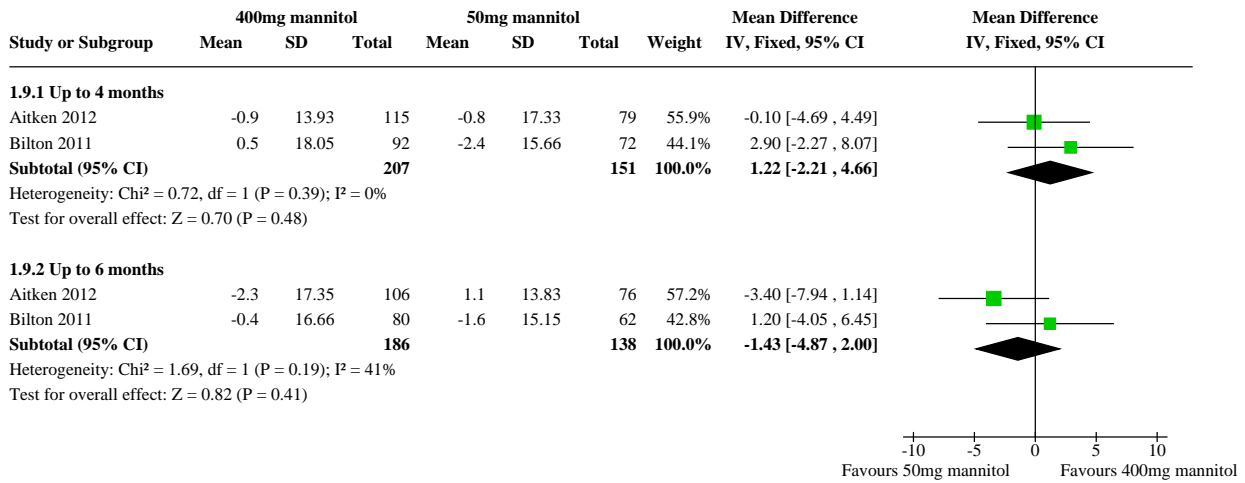 400mg mannitol 50mg mannitol Mean Difference Mean Difference
Study or Subgroup Mean SD Total Mean SD Total Weight IV, Fixed, 95% CI IV, Fixed, 95% CI
1.9.1 Up to 4 months
Aitken 2012 -0.9 13.93 115 -0.8 17.33 79 55.9% -0.10 [-4.69 , 4.49]
Bilton 2011 0.5 18.05 92 -2.4 15.66 72 44.1% 2.90 [-2.27 , 8.07]
Subtotal (95% CI) 207 151 100.0% 1.22 [-2.21 , 4.66]
Heterogeneity: Chi² = 0.72, df = 1 (P = 0.39); I² = 0%
Test for overall effect: Z = 0.70 (P = 0.48)
1.9.2 Up to 6 months
Aitken 2012 -2.3 17.35 106 1.1 13.83 76 57.2% -3.40 [-7.94 , 1.14]
Bilton 2011 -0.4 16.66 80 -1.6 15.15 62 42.8% 1.20 [-4.05 , 6.45]
Subtotal (95% CI) 186 138 100.0% -1.43 [-4.87 , 2.00]
Heterogeneity: Chi² = 1.69, df = 1 (P = 0.19); I² = 41%
Test for overall effect: Z = 0.82 (P = 0.41)
-10 -5 0 5 10
Favours 50mg mannitol Favours 400mg mannitol